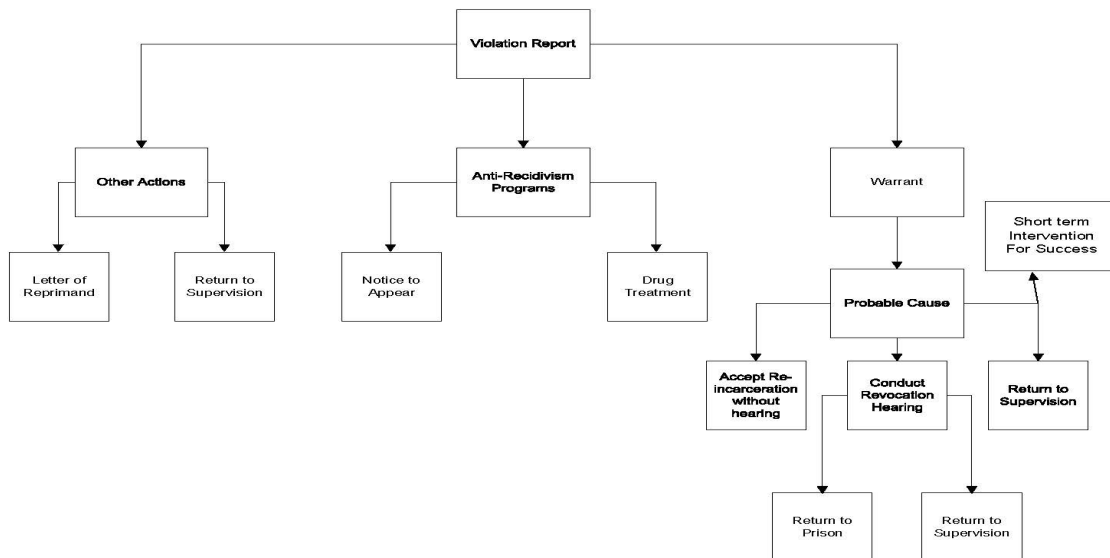 Violation Report
Other Actions
Anti-Recidivism
Programs
Warrant
Short term
Intervention
For Success
Letter of
Reprimand
Return to
Supervision
Notice to
Appear
Drug
Treatment
Probable Cause
Accept Re-
incarceration
without
hearing
Conduct
Revocation
Hearing
Return to
Supervision
Return to
Prison
Return to
Supervision